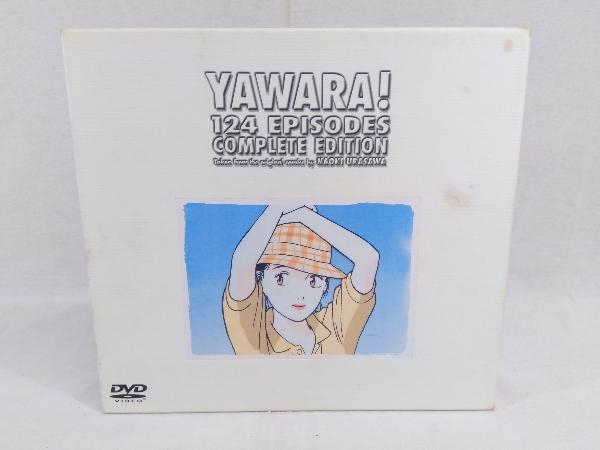 YAWARA!
124 EPISODES
COMPLETE EDITION
Taken from the original comics by NAOKI URASAWA
DVD
VIDEO